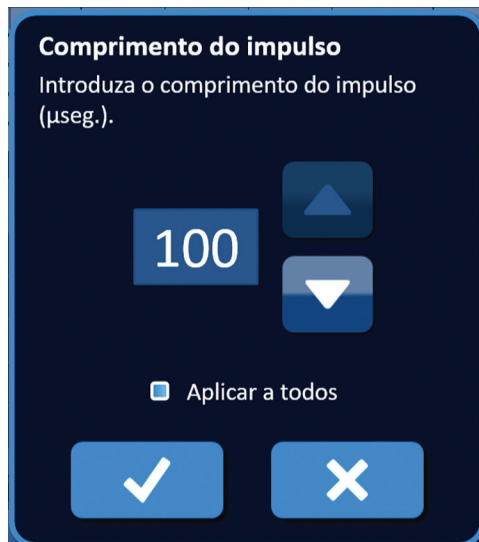 Comprimento do impulso
Introduza o comprimento do impulso
(µseg.).
100
Aplicar a todos